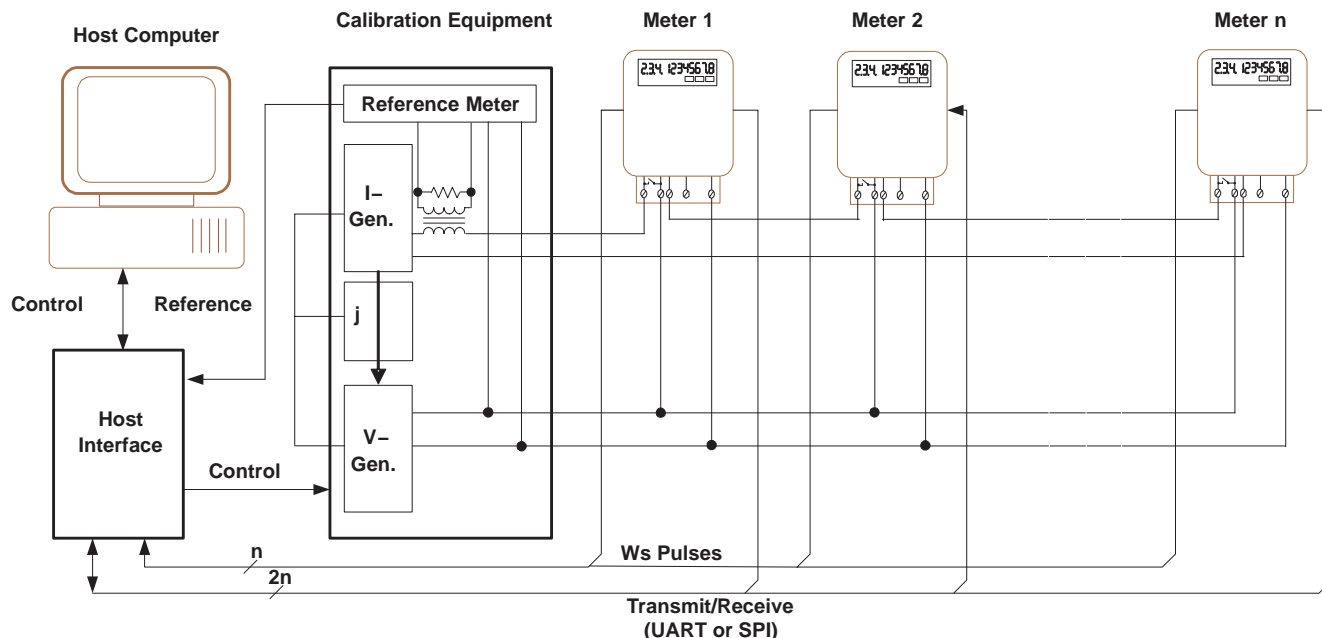 Host Computer
Calibration Equipment
Meter 1
Meter 2
Meter n
2.3.4. 12345678
2.3.4. 12345678
2.3.4. 12345678
Reference Meter
I–
Gen.
Control
Reference
j
Host
Interface
V–
Gen.
Control
n
Ws Pulses
2n
Transmit/Receive
(UART or SPI)